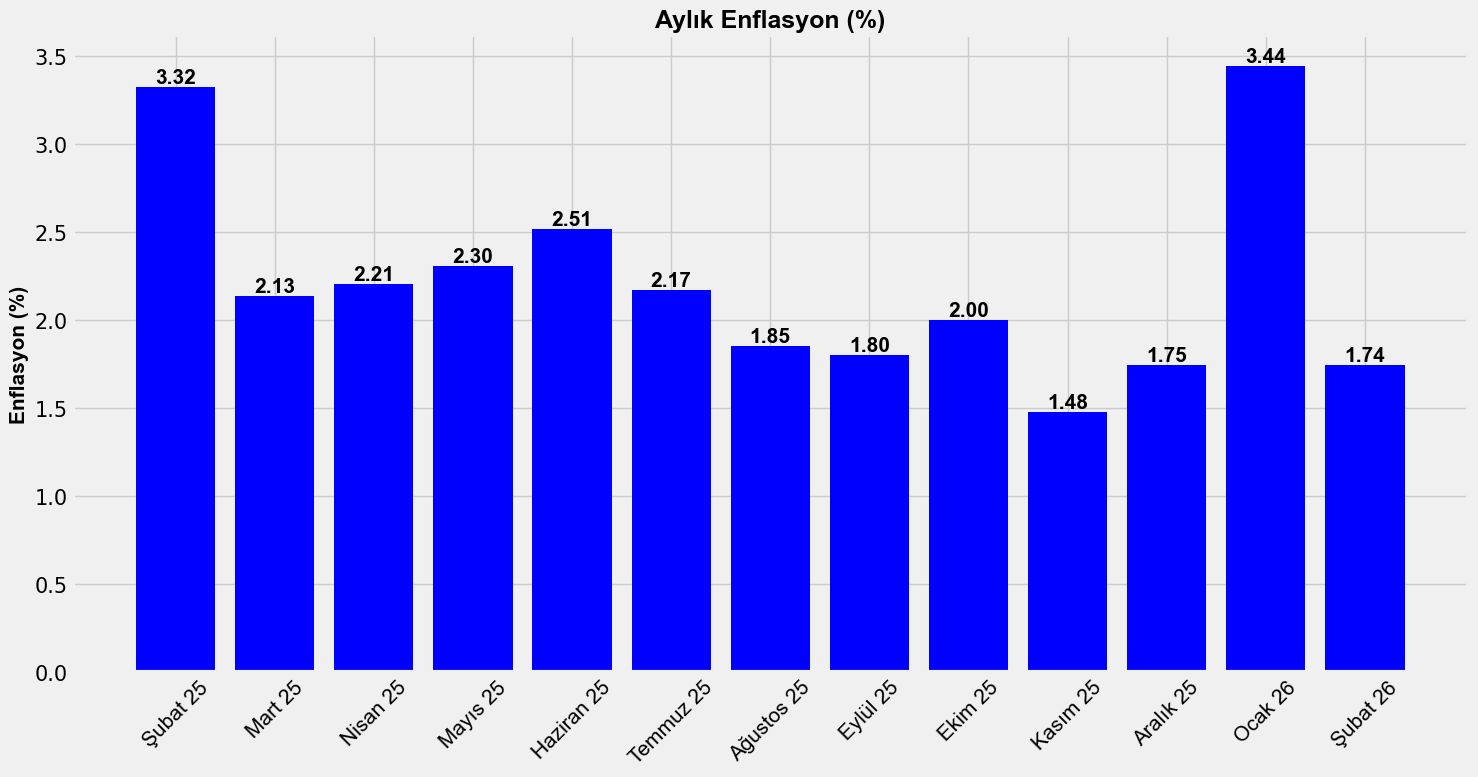 Aylık Enflasyon (%)
Enflasyon (%)
3.5
3.0
2.5
2.0
1.5
1.0
0.5
0.0
3.32
2.13
2.21
2.30
2.51
2.17
1.85
1.80
2.00
1.48
1.75
3.44
1.74
Şubat 25
Mart 25
Nisan 25
Mayıs 25
Haziran 25
Temmuz 25
Ağustos 25
Eylül 25
Ekim 25
Kasım 25
Aralık 25
Ocak 26
Şubat 26